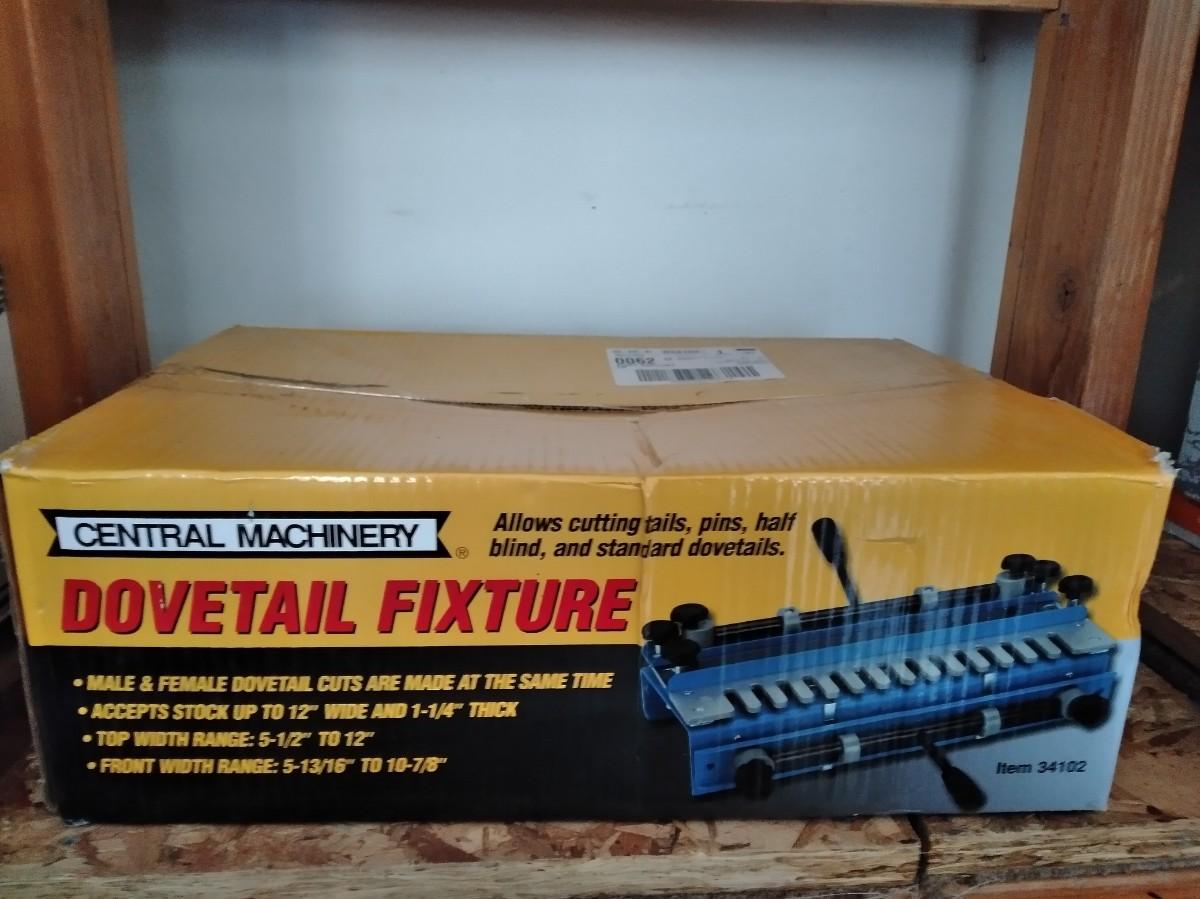 0062
CENTRAL MACHINERY ®
Allows cutting tails, pins, half
blind, and standard dovetails.
DOVETAIL FIXTURE
• MALE & FEMALE DOVETAIL CUTS ARE MADE AT THE SAME TIME
• ACCEPTS STOCK UP TO 12" WIDE AND 1-1/4" THICK
• TOP WIDTH RANGE: 5-1/2" TO 12"
• FRONT WIDTH RANGE: 5-13/16" TO 10-7/8"
Item 34102